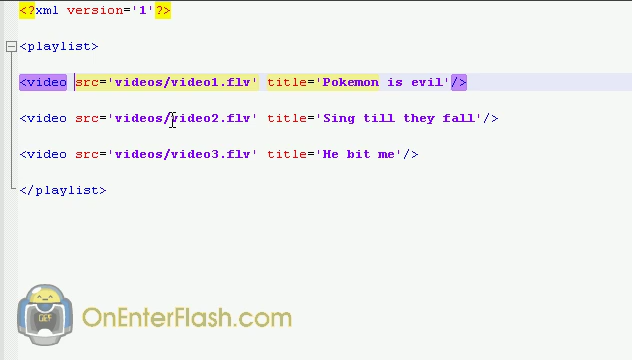 <?xml version='1'?>
<playlist>
<video src='videos/video1.flv' title='Pokemon is evil'/>
<video src='videos/video2.flv' title='Sing till they fall'/>
<video src='videos/video3.flv' title='He bit me'/>
</playlist>
OEF
OnEnterFlash.com